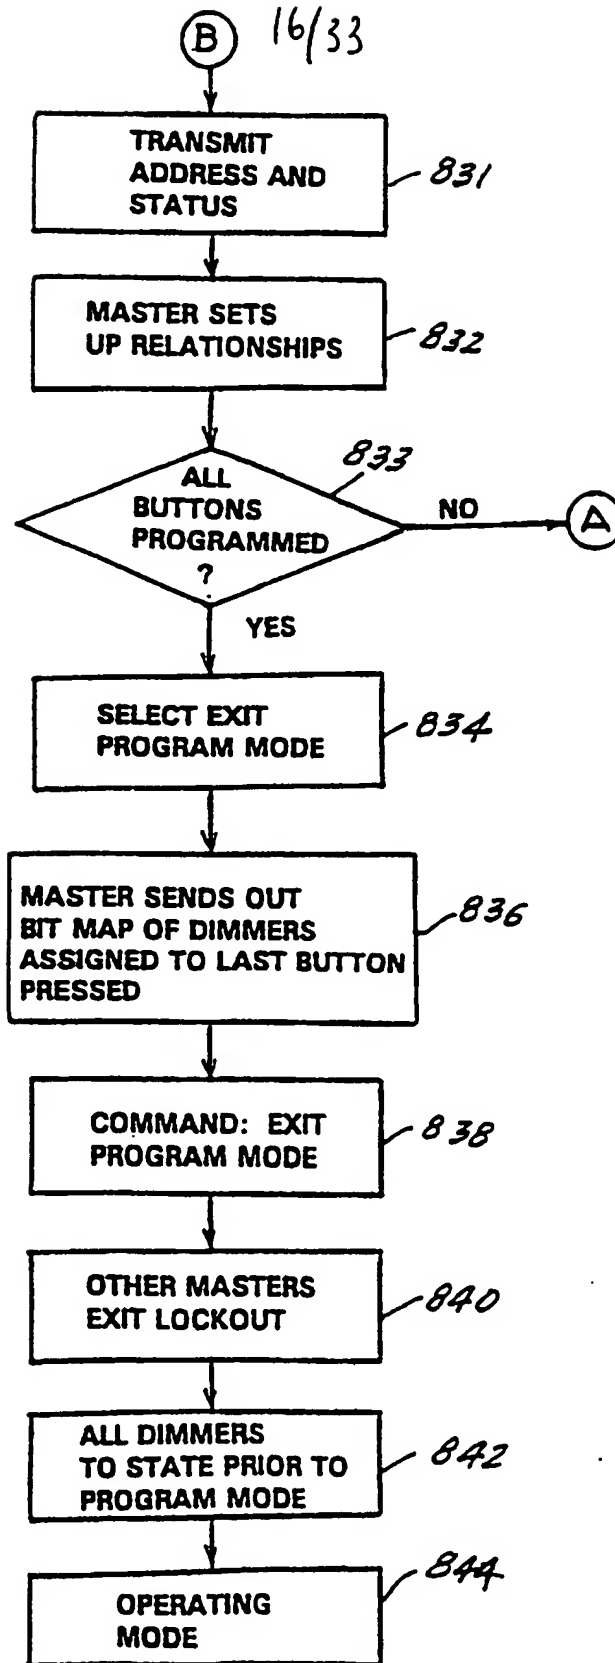 B 16/33
TRANSMIT
ADDRESS AND
STATUS
831
MASTER SETS
UP RELATIONSHIPS
832
833
ALL
BUTTONS
PROGRAMMED
?
NO
A
YES
SELECT EXIT
PROGRAM MODE
834
MASTER SENDS OUT
BIT MAP OF DIMMERS
ASSIGNED TO LAST BUTTON
PRESSED
836
COMMAND: EXIT
PROGRAM MODE
838
OTHER MASTERS
EXIT LOCKOUT
840
ALL DIMMERS
TO STATE PRIOR TO
PROGRAM MODE
842
OPERATING
MODE
844